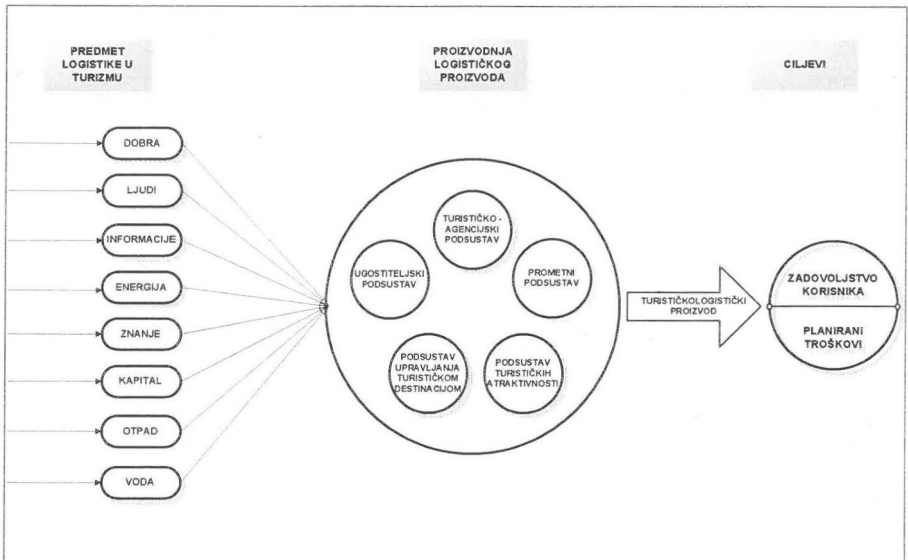 PREDMET
LOGISTIKE U
TURIZMU
PROIZVODNJA
LOGISTIČKOG
PROIZVODA
CILJEVI
DOBRA
LJUDI
INFORMACIJE
ENERGIJA
ZNANJE
KAPITAL
OTPAD
VODA
TURISTIČKO-
AGENCIJSKI
PODSUSTAV
UGOSTITELJSKI
PODSUSTAV
PROMETNI
PODSUSTAV
PODSUSTAV
UPRAVLJANJA
TURISTIČKOM
DESTINACIJOM
PODSUSTAV
TURISTIČKIH
ATRAKTIVNOSTI
TURISTIČKOLOGISTIČKI
PROIZVOD
ZADOVOLJSTVO
KORISNIKA
PLANIRANI
TROŠKOVI